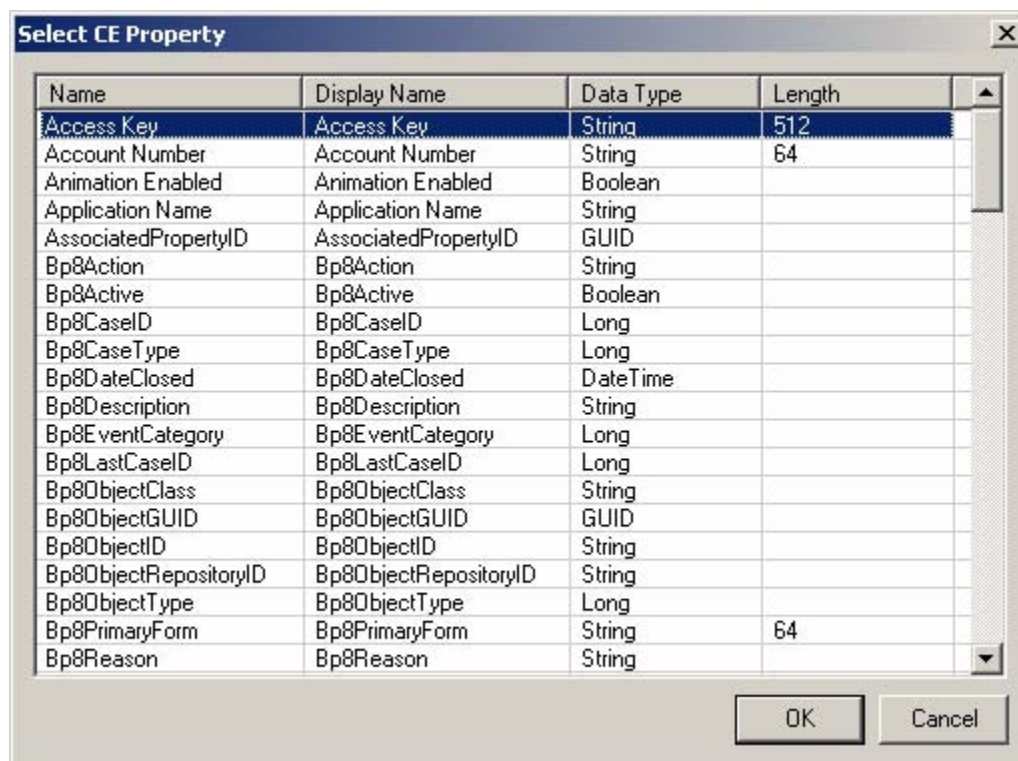 Select CE Property
Name Display Name Data Type Length
Access Key Access Key String 512
Account Number Account Number String 64
Animation Enabled Animation Enabled Boolean
Application Name Application Name String
AssociatedPropertyID AssociatedPropertyID GUID
Bp8Action Bp8Action String
Bp8Active Bp8Active Boolean
Bp8CaseID Bp8CaseID Long
Bp8CaseType Bp8CaseType Long
Bp8DateClosed Bp8DateClosed DateTime
Bp8Description Bp8Description String
Bp8EventCategory Bp8EventCategory Long
Bp8LastCaseID Bp8LastCaseID Long
Bp8ObjectClass Bp8ObjectClass String
Bp8ObjectGUID Bp8ObjectGUID GUID
Bp8ObjectID Bp8ObjectID String
Bp8ObjectRepositoryID Bp8ObjectRepositoryID String
Bp8ObjectType Bp8ObjectType Long
Bp8PrimaryForm Bp8PrimaryForm String 64
Bp8Reason Bp8Reason String
OK Cancel